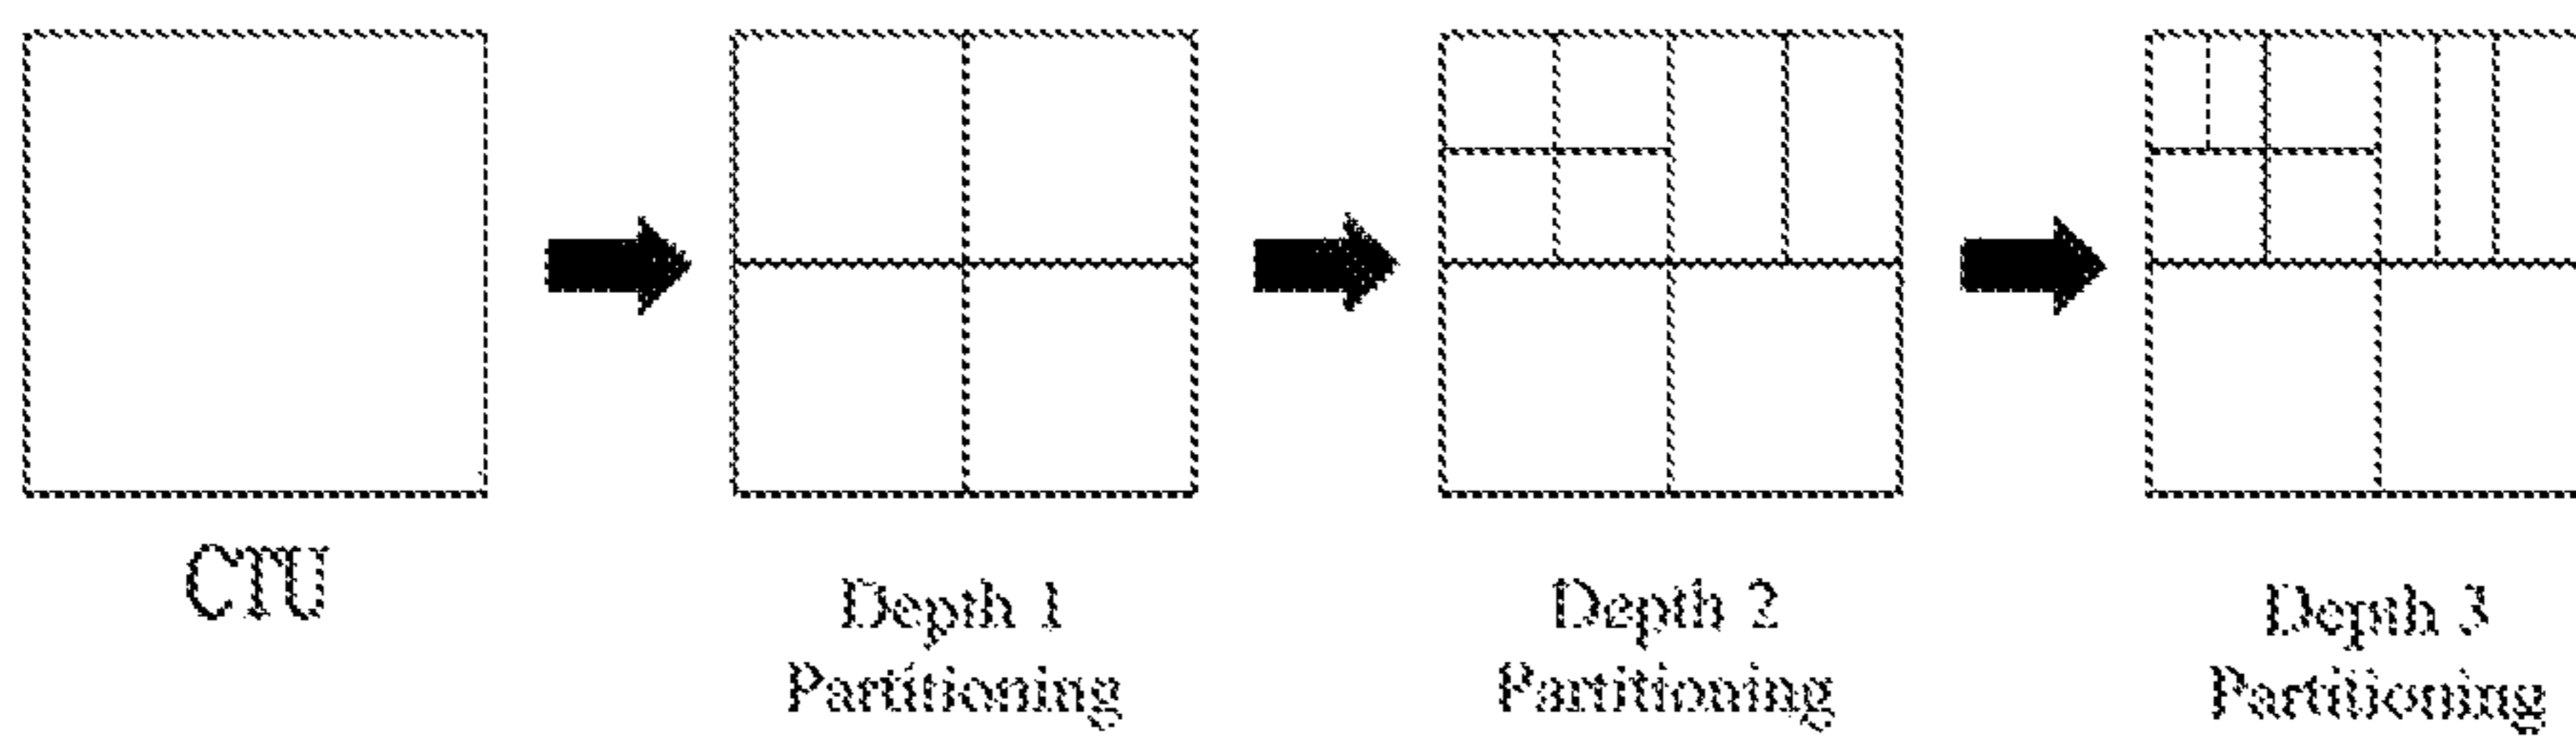 CTU
Depth 1
Partitioning
Depth 2
Partitioning
Depth 3
Partitioning